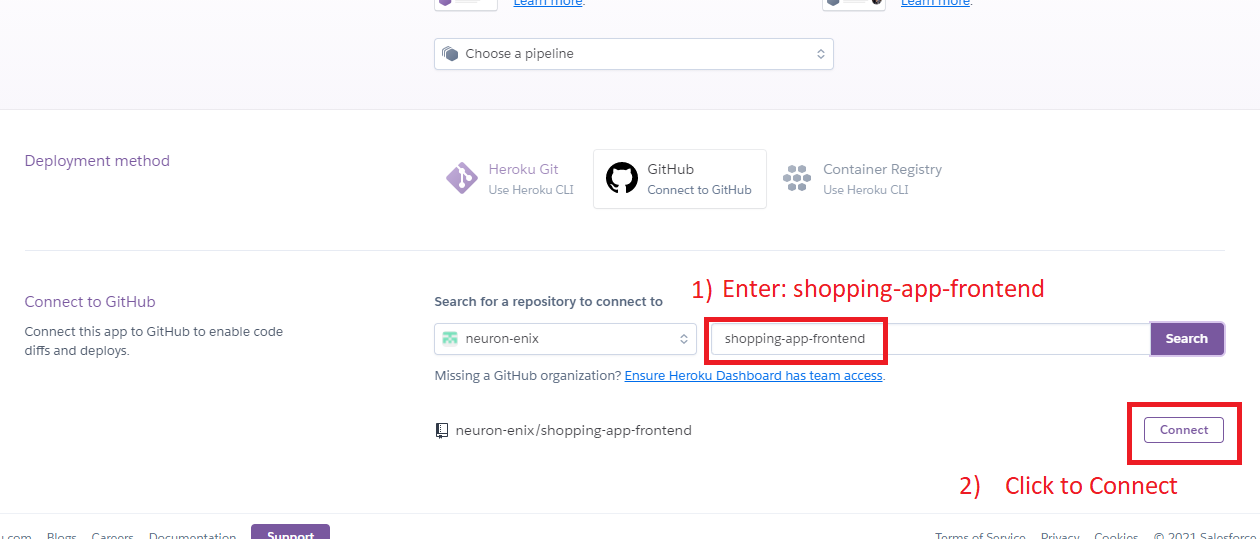 Learn more.
Learn more.
Choose a pipeline
Deployment method
Heroku Git
Use Heroku CLI
GitHub
Connect to GitHub
Container Registry
Use Heroku CLI
1) Enter: shopping-app-frontend
Connect to GitHub
Connect this app to GitHub to enable code
diffs and deploys.
Search for a repository to connect to
neuron-enix
shopping-app-frontend
Search
Missing a GitHub organization? Ensure Heroku Dashboard has team access.
neuron-enix/shopping-app-frontend
Connect
2) Click to Connect
u.com Blogs Careers Documentation Support Terms of Service Privacy Cookies © 2021 Salesforce